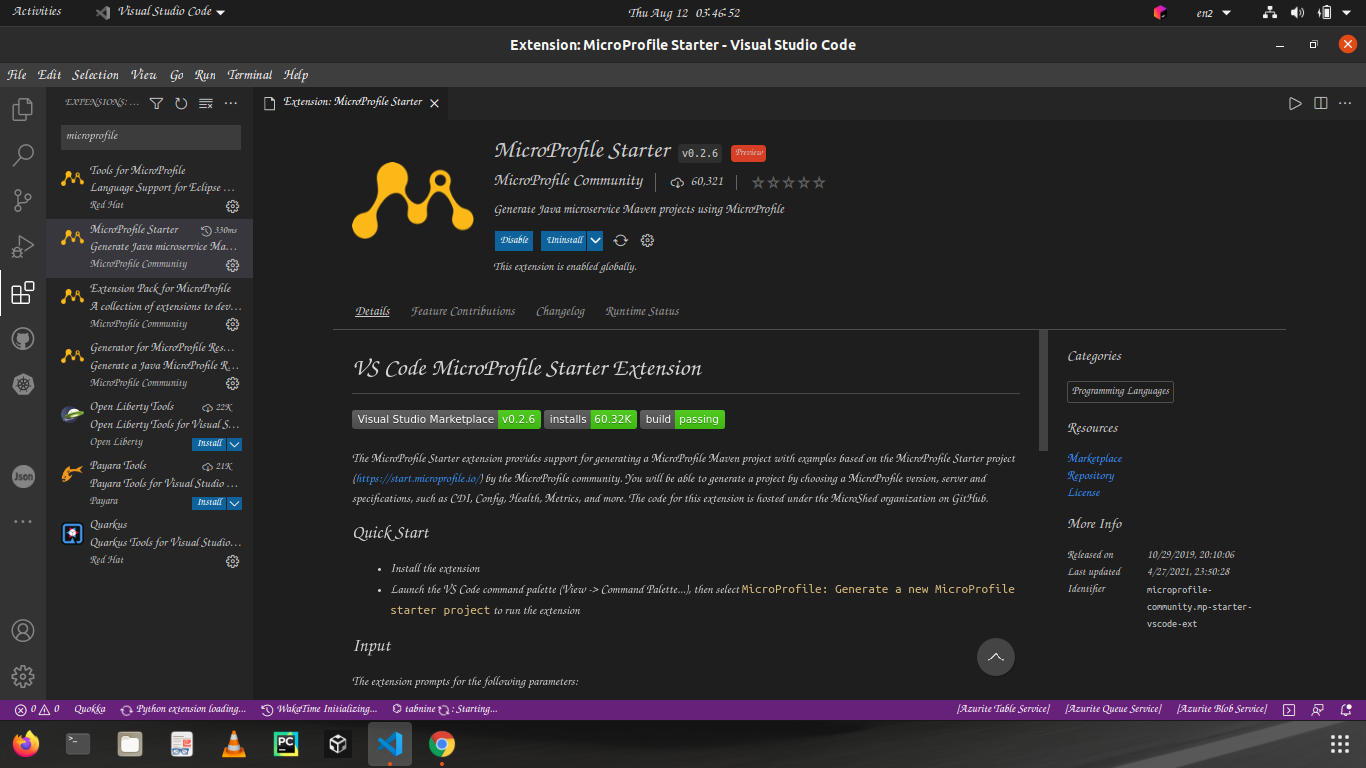 Activities
Visual Studio Code
Thu Aug 12 03:46:52
en2
Extension: MicroProfile Starter - Visual Studio Code
File Edit Selection View Go Run Terminal Help
EXTENSIONS: ...
Extension: MicroProfile Starter
microprofile
Tools for MicroProfile
Language Support for Eclipse ...
Red Hat
MicroProfile Starter 330ms
Generate Java microservice Ma...
MicroProfile Community
Extension Pack for MicroProfile
A collection of extensions to dev...
MicroProfile Community
Generator for MicroProfile Res...
Generate a Java MicroProfile R...
MicroProfile Community
Open Liberty Tools 22K
Open Liberty Tools for Visual S...
Open Liberty Install
Payara Tools 21K
Payara Tools for Visual Studio ...
Payara Install
Quarkus
Quarkus Tools for Visual Studio...
Red Hat
Json
MicroProfile Starter v0.2.6 Preview
MicroProfile Community 60,321
Generate Java microservice Maven projects using MicroProfile
Disable Uninstall
This extension is enabled globally.
Details Feature Contributions Changelog Runtime Status
VS Code MicroProfile Starter Extension
Visual Studio Marketplace v0.2.6 installs 60.32K build passing
The MicroProfile Starter extension provides support for generating a MicroProfile Maven project with examples based on the MicroProfile Starter project
(https://start.microprofile.io/) by the MicroProfile community. You will be able to generate a project by choosing a MicroProfile version, server and
specifications, such as CDI, Config, Health, Metrics, and more. The code for this extension is hosted under the MicroShed organization on GitHub.
Quick Start
• Install the extension
• Launch the VS Code command palette (View -> Command Palette...), then select MicroProfile: Generate a new MicroProfile
starter project to run the extension
Input
The extension prompts for the following parameters:
Categories
Programming Languages
Resources
Marketplace
Repository
License
More Info
Released on 10/29/2019, 20:10:06
Last updated 4/27/2021, 23:50:28
Identifier microprofile-
community.mp-starter-
vscode-ext
0 0 Quokka Python extension loading... WakaTime Initializing... tabnine : Starting... [Azurite Table Service] [Azurite Queue Service] [Azurite Blob Service]
PC